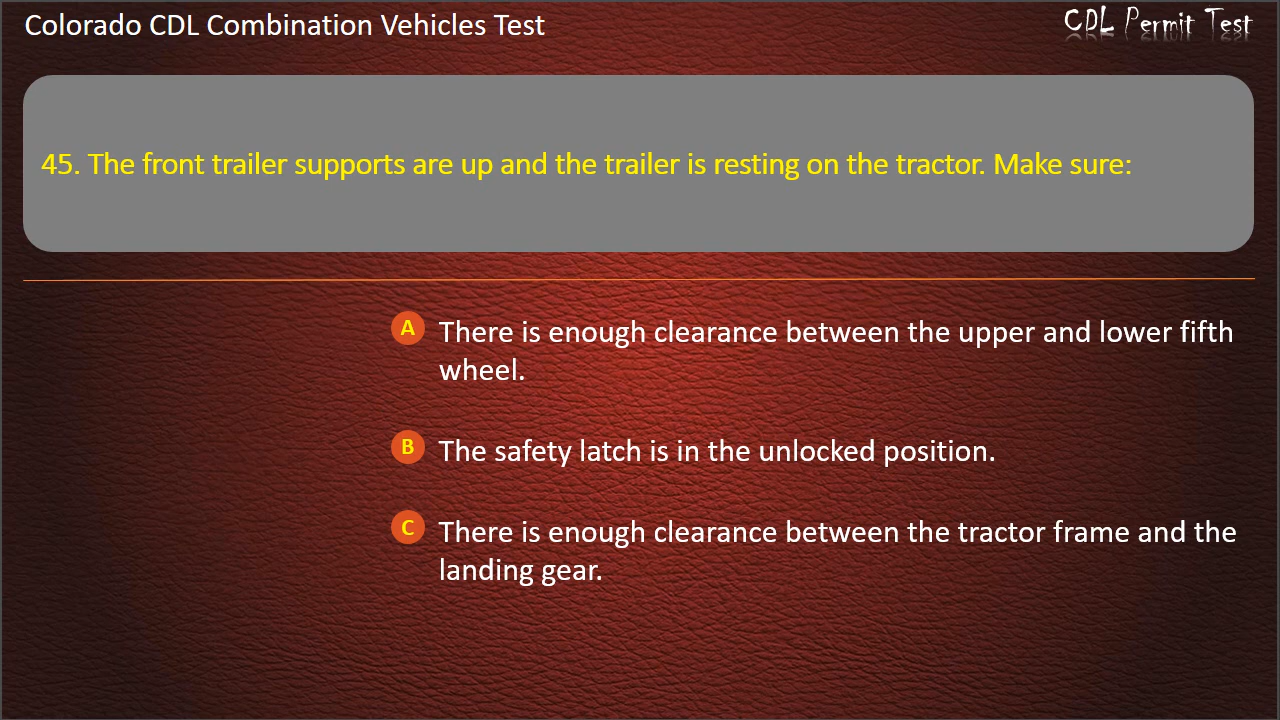 Colorado CDL Combination Vehicles Test
CDL Permit Test
45. The front trailer supports are up and the trailer is resting on the tractor. Make sure:
A There is enough clearance between the upper and lower fifth
wheel.
B The safety latch is in the unlocked position.
C There is enough clearance between the tractor frame and the
landing gear.